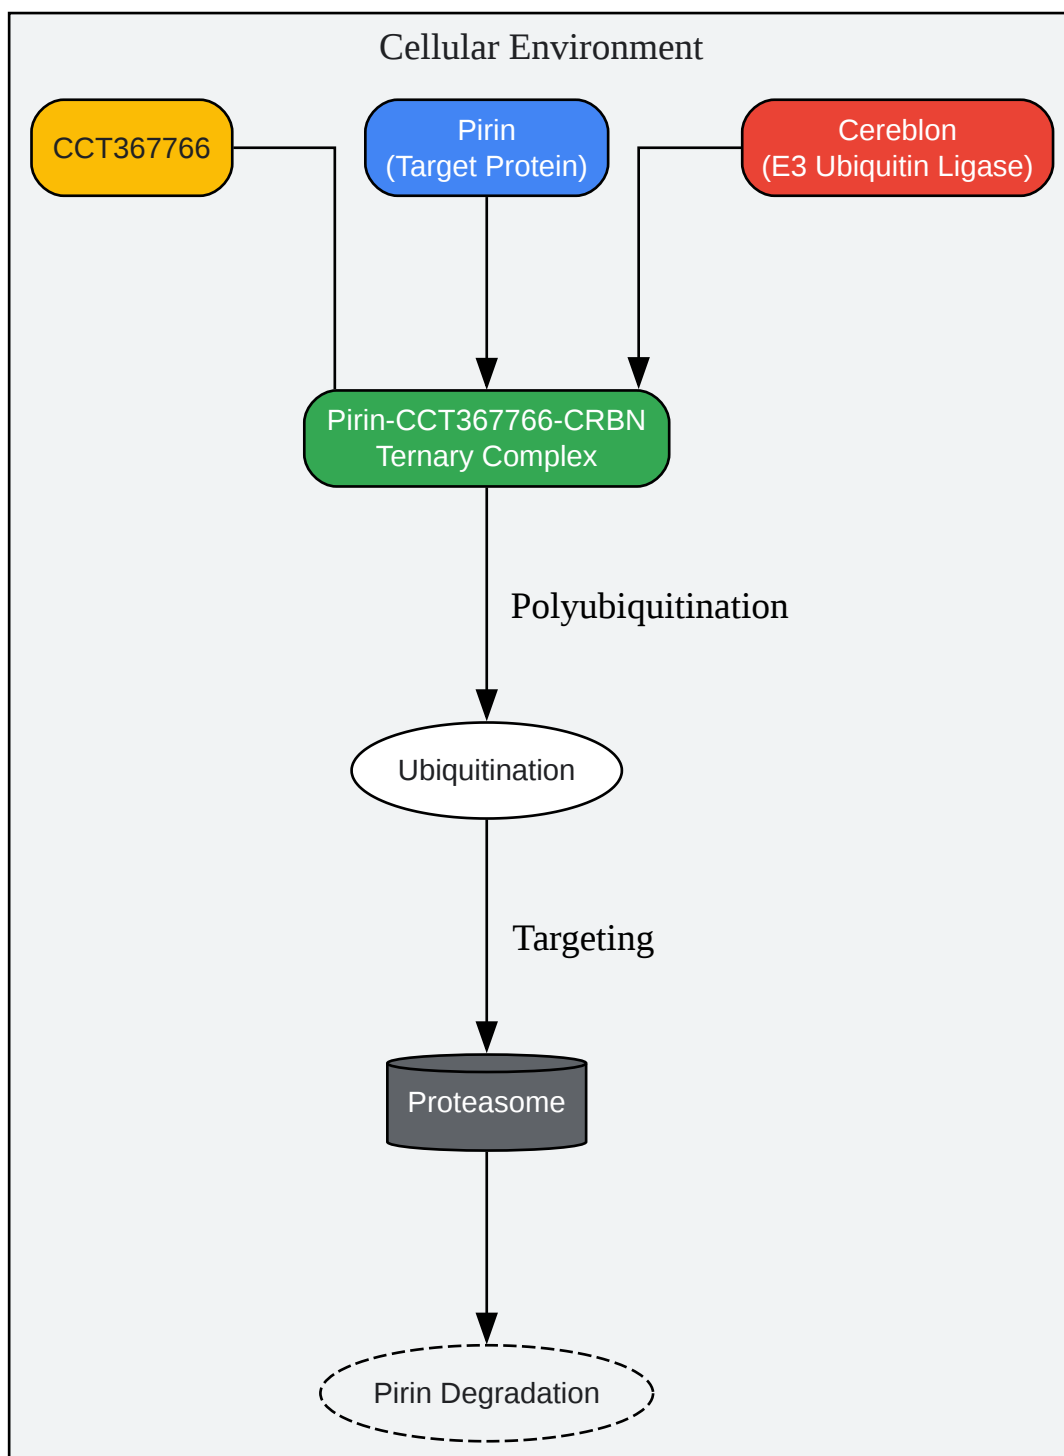 Cellular Environment
CCT367766
Pirin
(Target Protein)
Cereblon
(E3 Ubiquitin Ligase)
Pirin-CCT367766-CRBN
Ternary Complex
Polyubiquitination
Ubiquitination
Targeting
Proteasome
Pirin Degradation